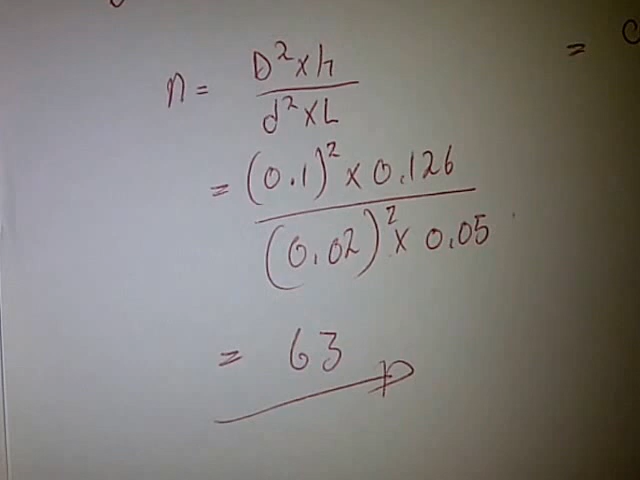 n = D² × h / d² × L
= (0.1)² × 0.126 / (0.02)² × 0.05
= 63
=